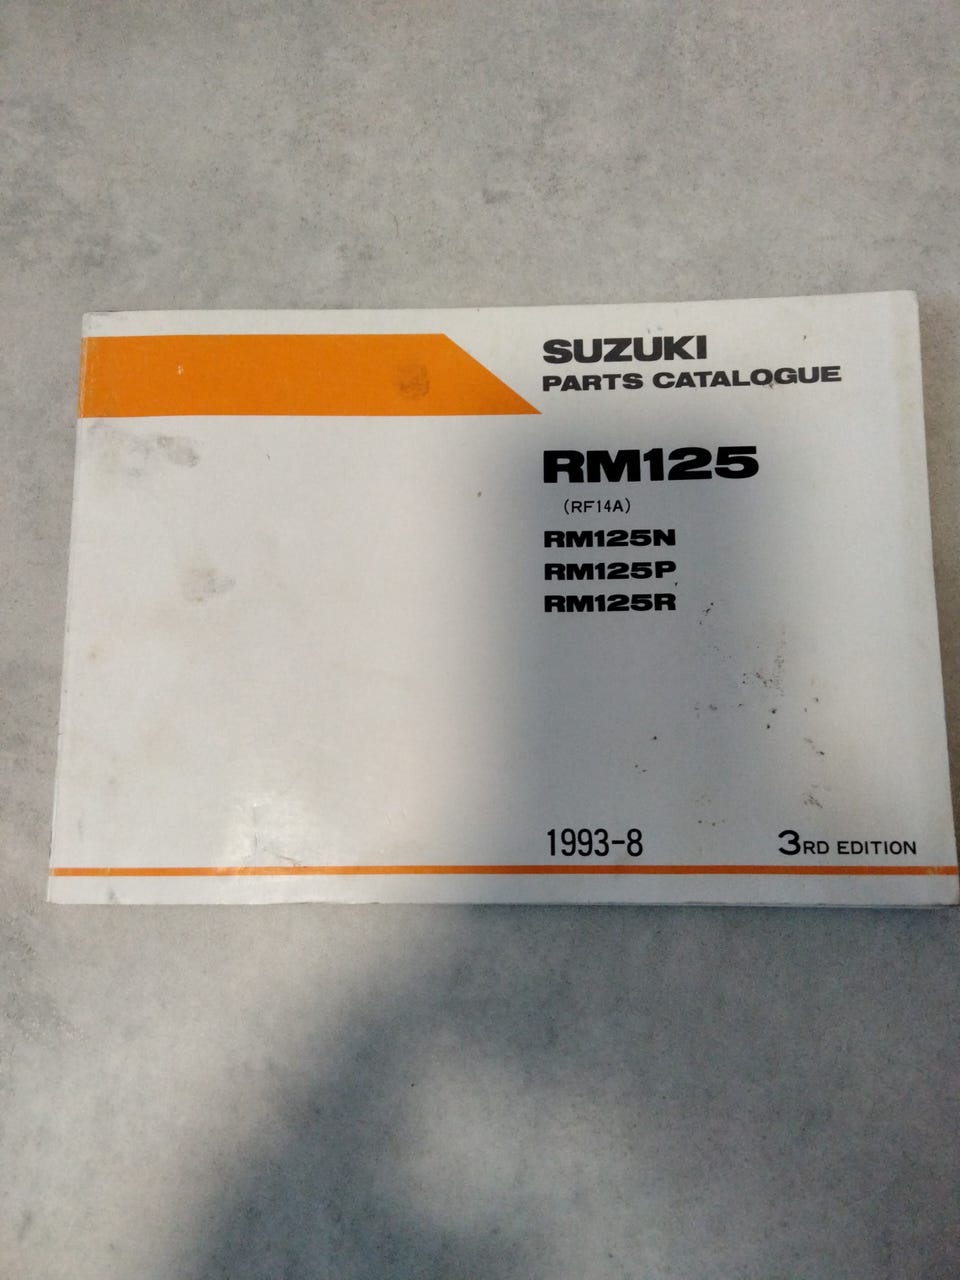 SUZUKI
PARTS CATALOGUE
RM125
(RF14A)
RM125N
RM125P
RM125R
1993-8
3RD EDITION